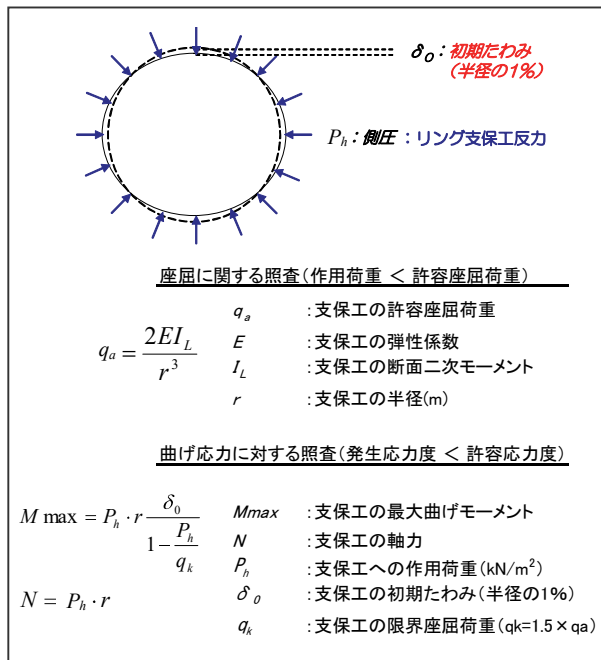 δ0：初期たわみ
（半径の1%）
Ph：側圧：リング支保工反力
座屈に関する照査（作用荷重 < 許容座屈荷重）
qa = 2EIL / r^3
qa ：支保工の許容座屈荷重
E ：支保工の弾性係数
IL ：支保工の断面二次モーメント
r ：支保工の半径(m)
曲げ応力に対する照査（発生応力度 < 許容応力度）
M max = Ph・r δ0 / (1 − Ph / qk)
N = Ph・r
Mmax ：支保工の最大曲げモーメント
N ：支保工の軸力
Ph ：支保工への作用荷重(kN/m²)
δ0 ：支保工の初期たわみ（半径の1%）
qk ：支保工の限界座屈荷重(qk=1.5×qa)